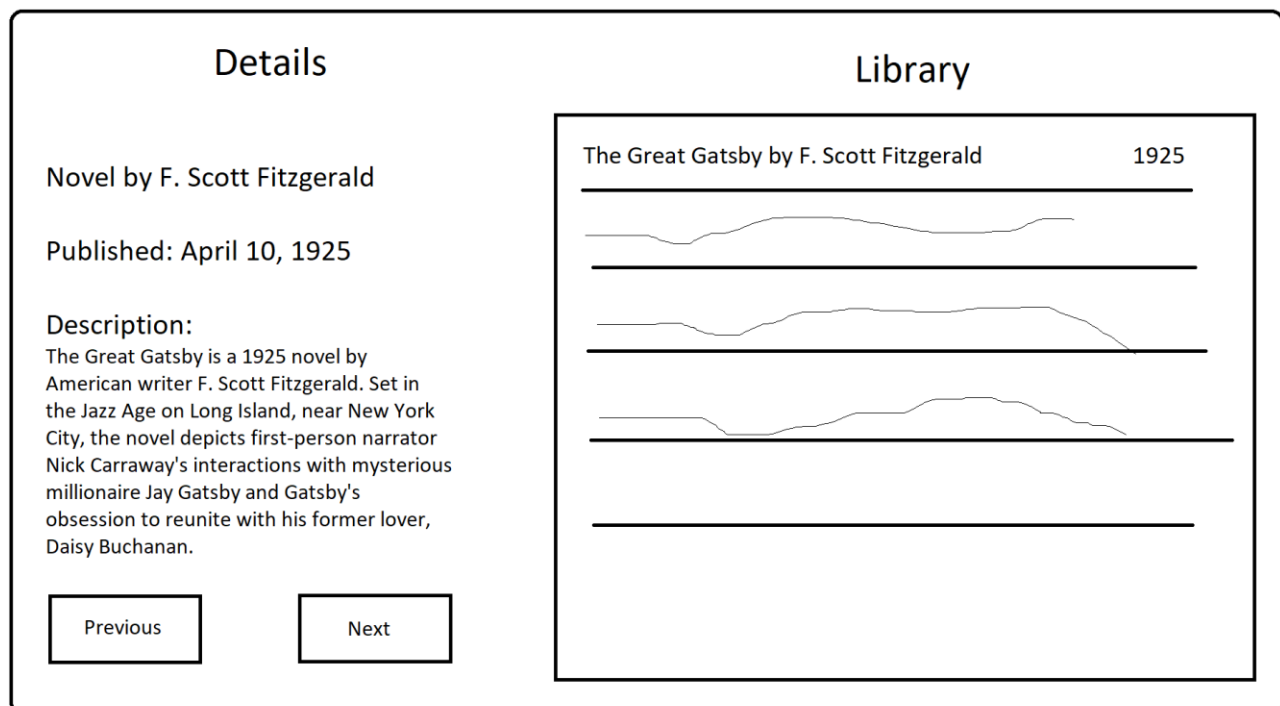 Details
Novel by F. Scott Fitzgerald
Published: April 10, 1925
Description:
The Great Gatsby is a 1925 novel by
American writer F. Scott Fitzgerald. Set in
the Jazz Age on Long Island, near New York
City, the novel depicts first-person narrator
Nick Carraway's interactions with mysterious
millionaire Jay Gatsby and Gatsby's
obsession to reunite with his former lover,
Daisy Buchanan.
Previous
Next
Library
The Great Gatsby by F. Scott Fitzgerald 1925